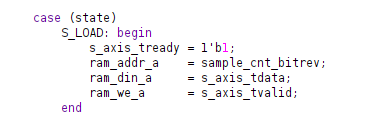 case (state)
    S_LOAD: begin
        s_axis_tready = 1'b1;
        ram_addr_a    = sample_cnt_bitrev;
        ram_din_a     = s_axis_tdata;
        ram_we_a      = s_axis_tvalid;
    end